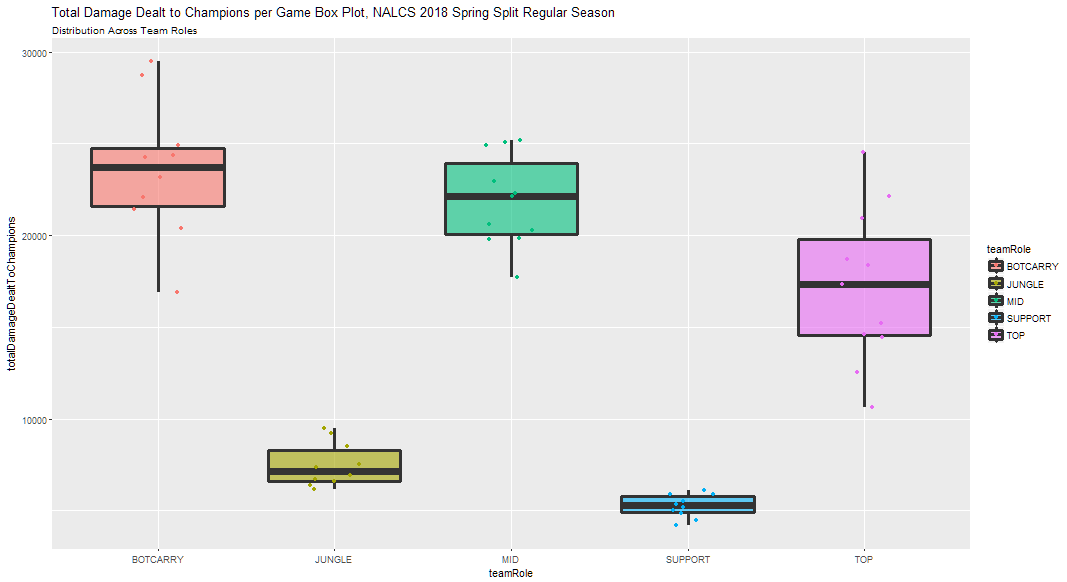 Total Damage Dealt to Champions per Game Box Plot, NALCS 2018 Spring Split Regular Season
Distribution Across Team Roles
30000
20000
10000
totalDamageDealtToChampions
BOTCARRY
JUNGLE
MID
SUPPORT
TOP
teamRole
teamRole
BOTCARRY
JUNGLE
MID
SUPPORT
TOP